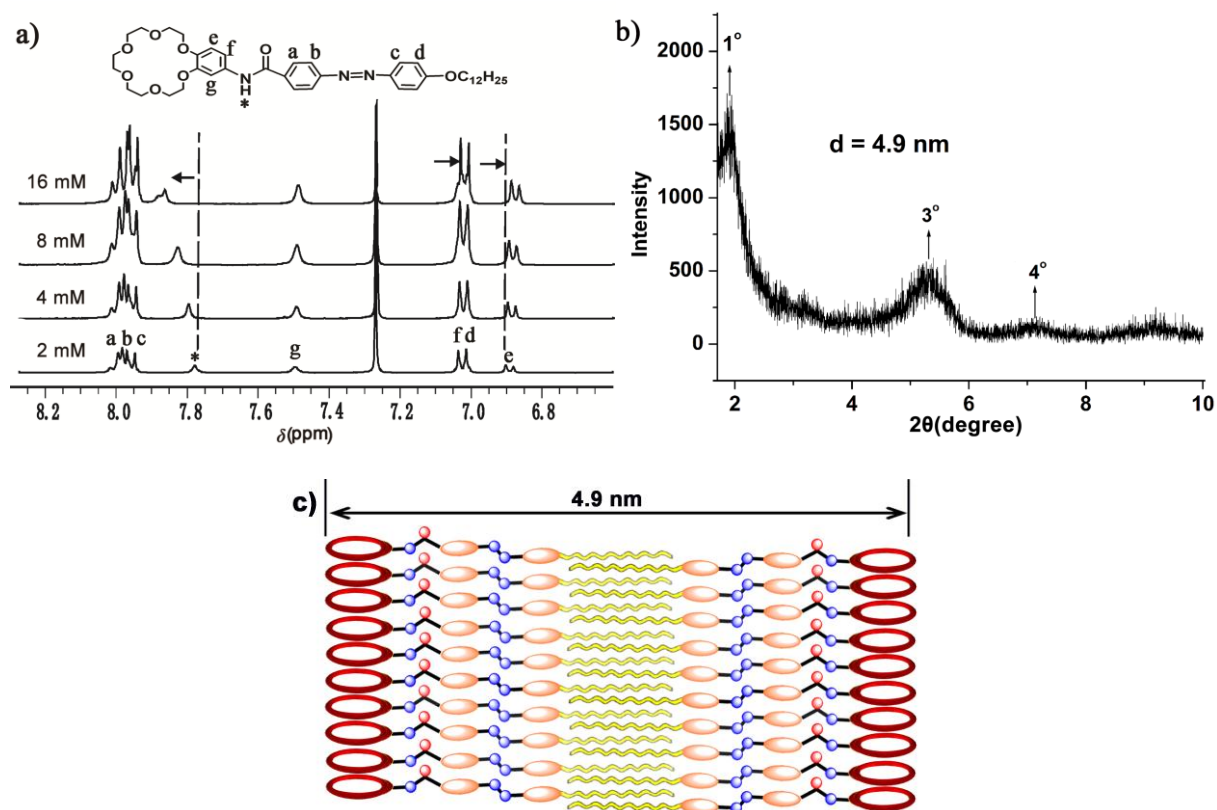 a)
O O O O O O
e
f
g
N
H
*
O
a b
N=N
c d
OC12H25
16 mM
8 mM
4 mM
2 mM
a b c
*
g
f d
e
8.2 8.0 7.8 7.6 7.4 7.2 7.0 6.8
δ(ppm)
b)
Intensity
2000
1500
1000
500
0
1°
d = 4.9 nm
3°
4°
2 4 6 8 10
2θ(degree)
c)
4.9 nm